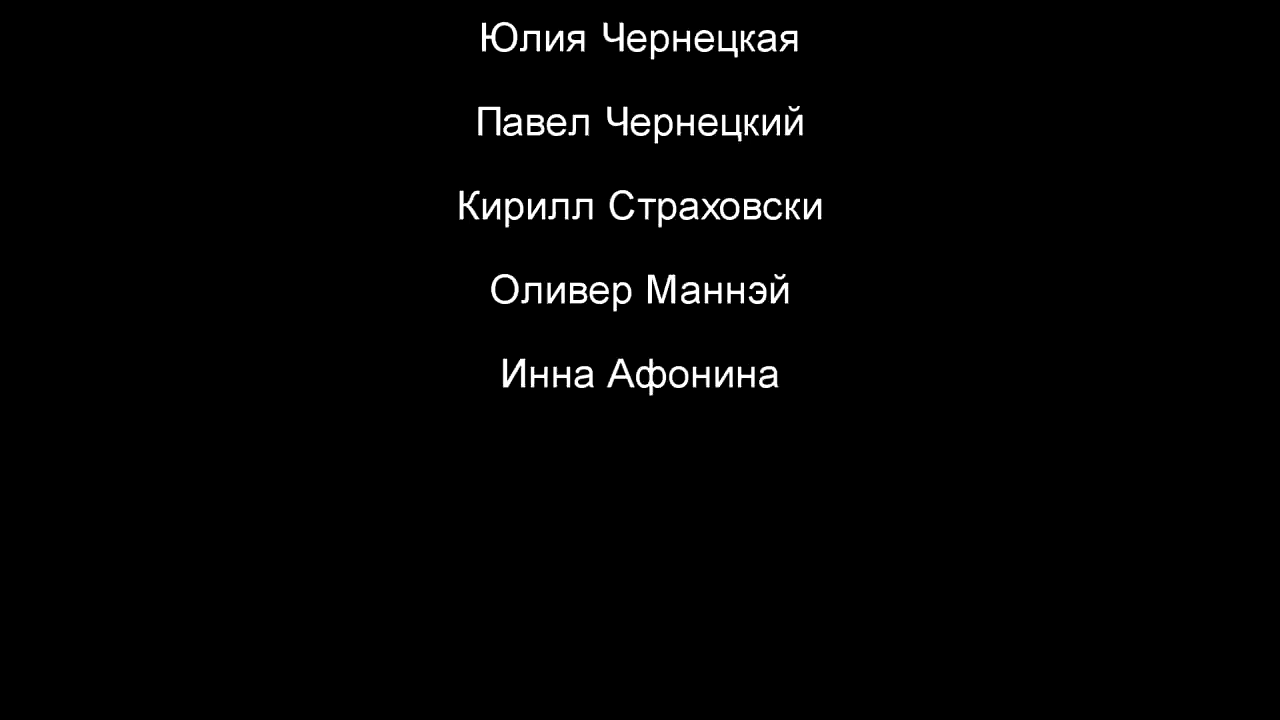 Юлия Чернецкая
Павел Чернецкий
Кирилл Страховски
Оливер Маннэй
Инна Афонина